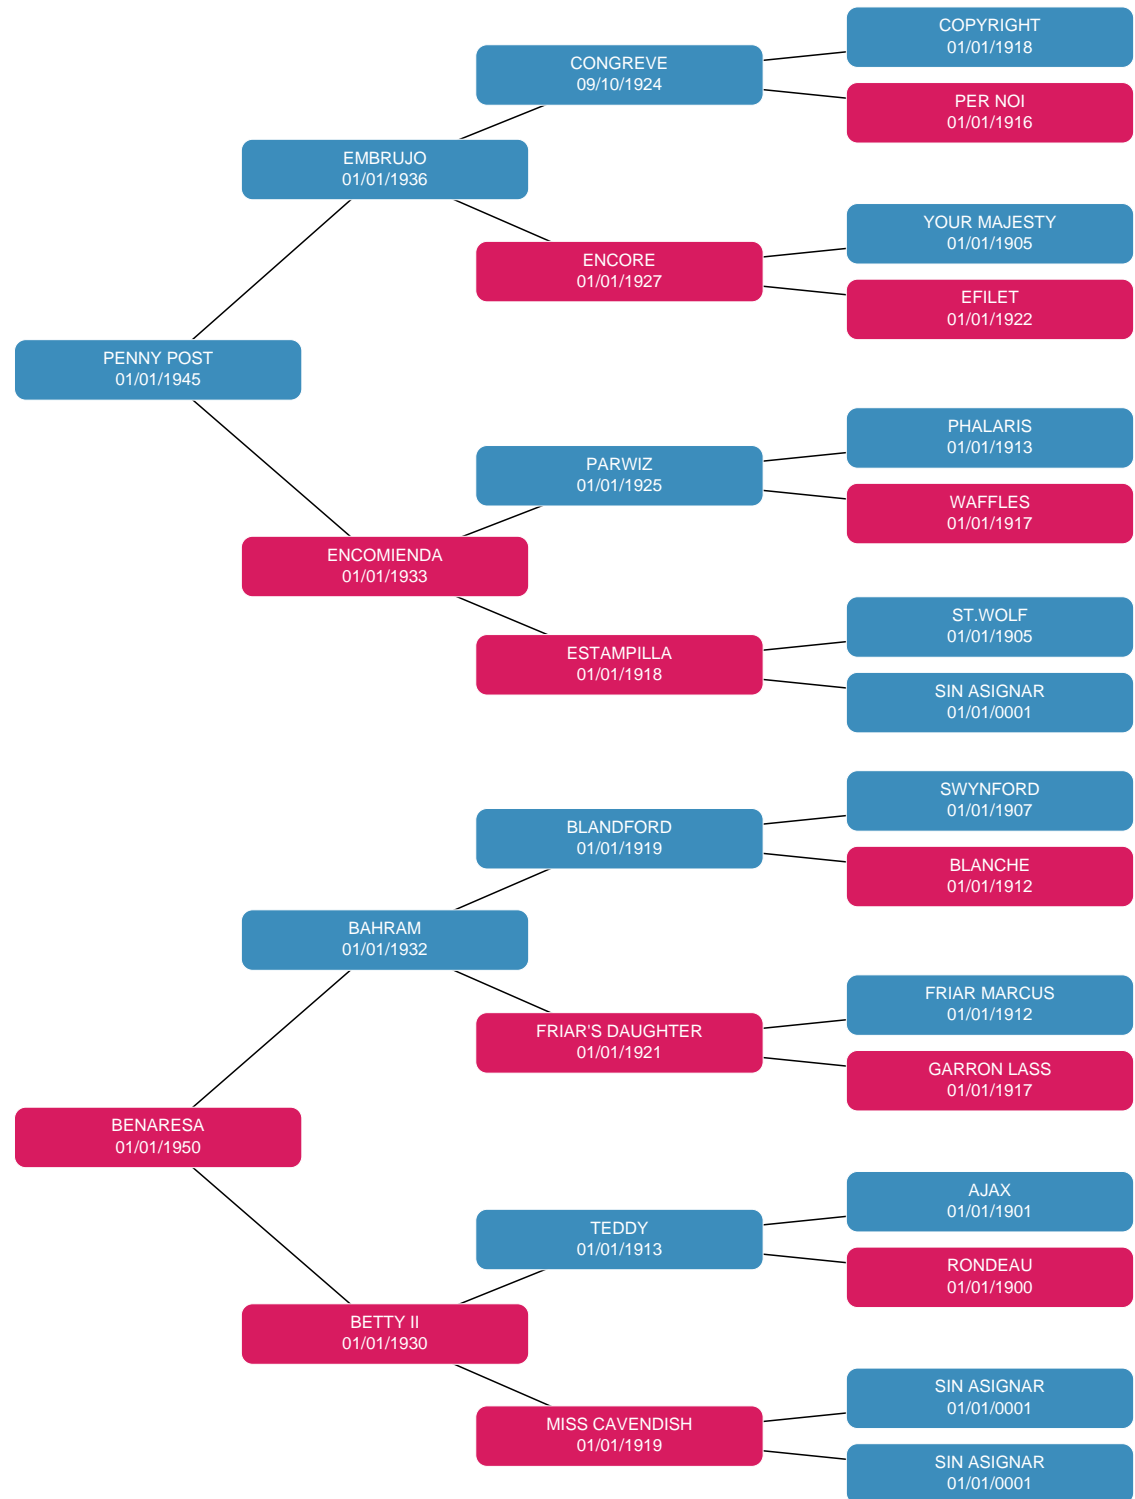 COPYRIGHT
01/01/1918
CONGREVE
09/10/1924
PER NOI
01/01/1916
EMBRUJO
01/01/1936
YOUR MAJESTY
01/01/1905
ENCORE
01/01/1927
EFILET
01/01/1922
PENNY POST
01/01/1945
PHALARIS
01/01/1913
PARWIZ
01/01/1925
WAFFLES
01/01/1917
ENCOMIENDA
01/01/1933
ST.WOLF
01/01/1905
ESTAMPILLA
01/01/1918
SIN ASIGNAR
01/01/0001
SWYNFORD
01/01/1907
BLANDFORD
01/01/1919
BLANCHE
01/01/1912
BAHRAM
01/01/1932
FRIAR MARCUS
01/01/1912
FRIAR'S DAUGHTER
01/01/1921
GARRON LASS
01/01/1917
BENARESA
01/01/1950
AJAX
01/01/1901
TEDDY
01/01/1913
RONDEAU
01/01/1900
BETTY II
01/01/1930
SIN ASIGNAR
01/01/0001
MISS CAVENDISH
01/01/1919
SIN ASIGNAR
01/01/0001